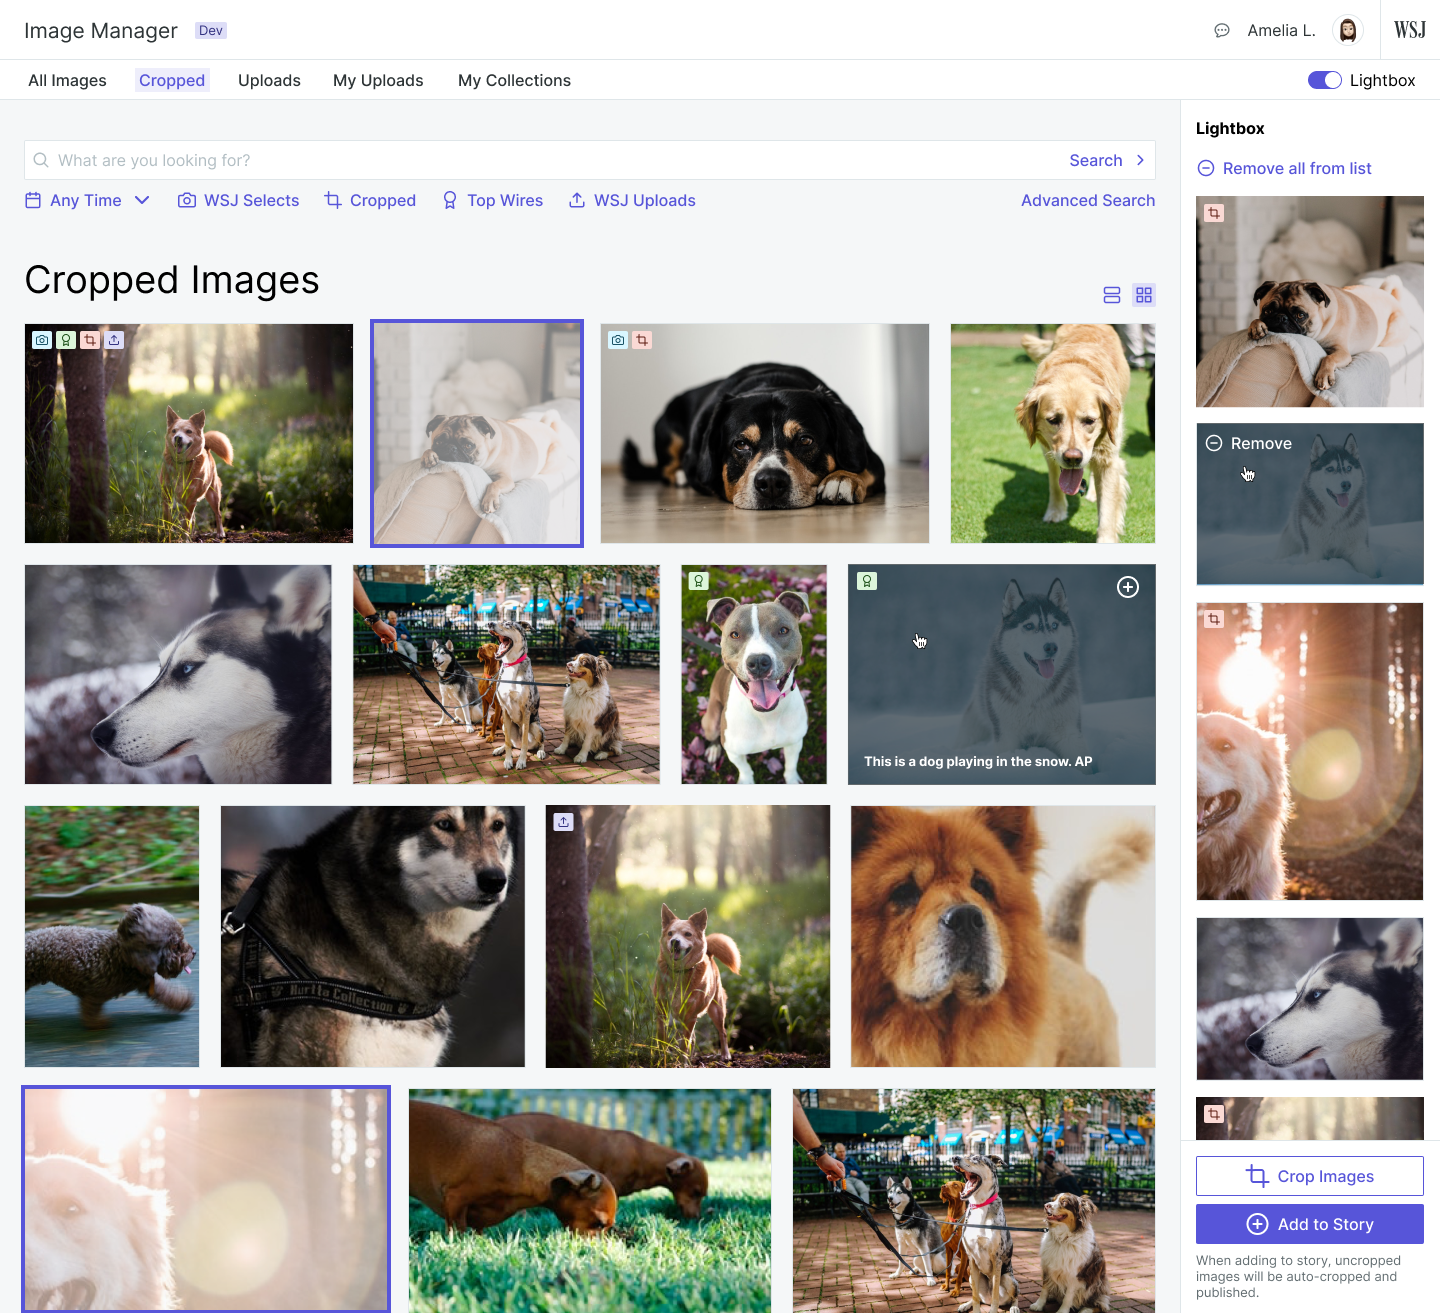 Image Manager
Dev
Amelia L.
WSJ
All Images
Cropped
Uploads
My Uploads
My Collections
Lightbox
What are you looking for?
Search
Any Time
WSJ Selects
Cropped
Top Wires
WSJ Uploads
Advanced Search
Cropped Images
This is a dog playing in the snow. AP
Hurtta Collection
Lightbox
Remove all from list
Remove
Crop Images
Add to Story
When adding to story, uncropped
images will be auto-cropped and
published.